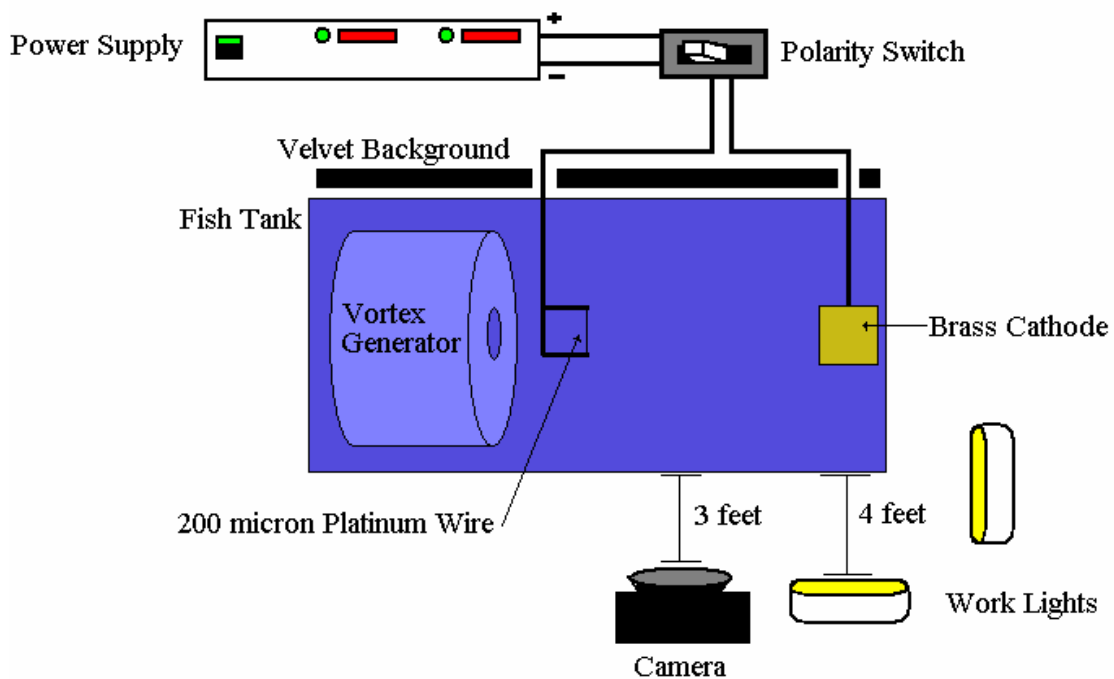 +
Power Supply
Polarity Switch
−
Velvet Background
Fish Tank
Vortex
Generator
Brass Cathode
200 micron Platinum Wire
3 feet
4 feet
Work Lights
Camera